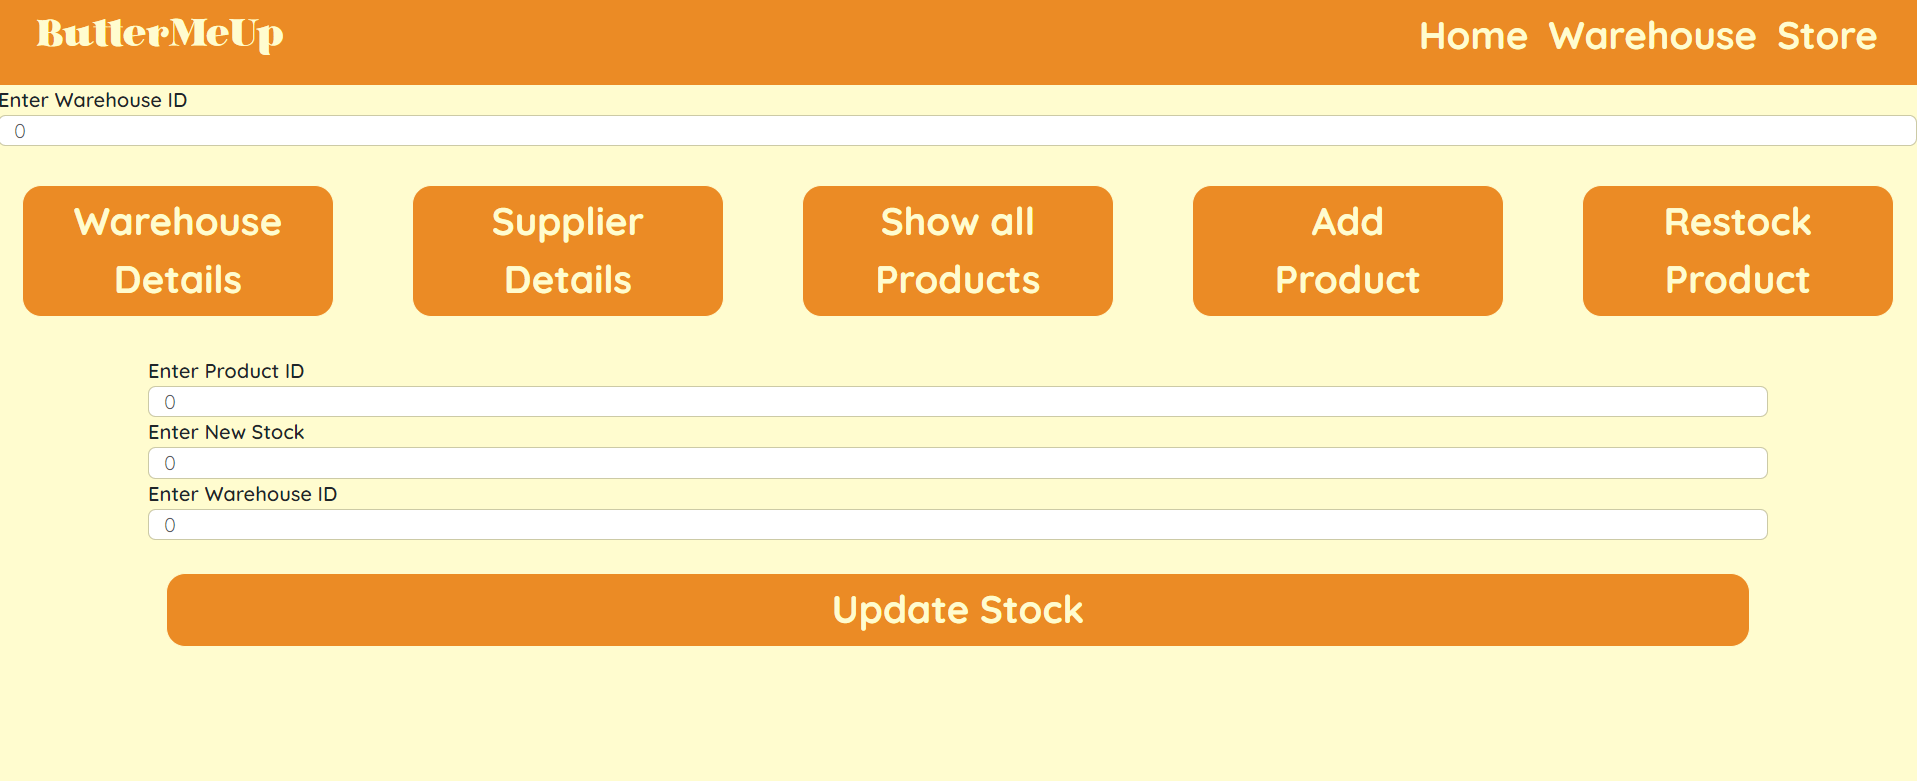 ButterMeUp
Home Warehouse Store
Enter Warehouse ID
0
Warehouse
Details
Supplier
Details
Show all
Products
Add
Product
Restock
Product
Enter Product ID
0
Enter New Stock
0
Enter Warehouse ID
0
Update Stock